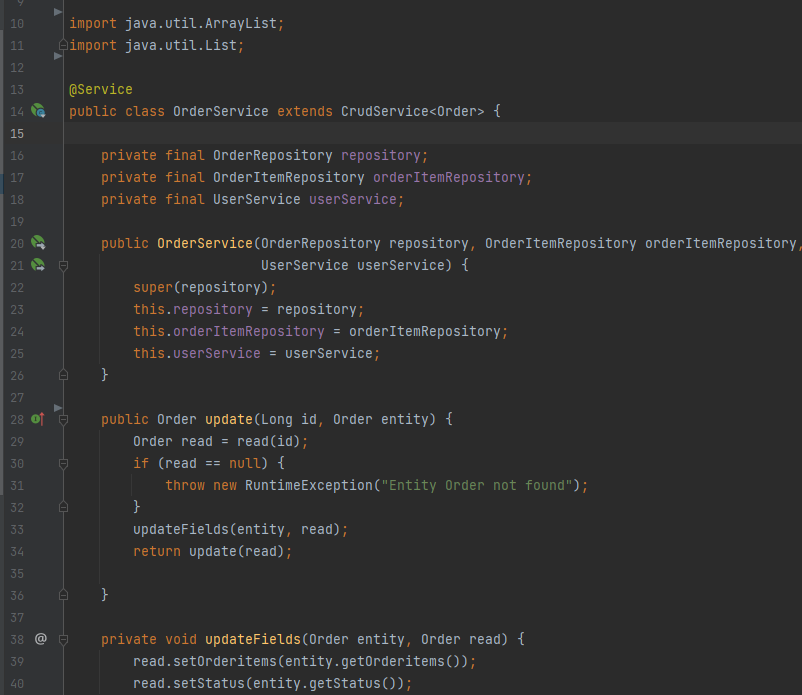 9
10 import java.util.ArrayList;
11 import java.util.List;
12
13 @Service
14 public class OrderService extends CrudService<Order> {
15
16 private final OrderRepository repository;
17 private final OrderItemRepository orderItemRepository;
18 private final UserService userService;
19
20 public OrderService(OrderRepository repository, OrderItemRepository orderItemRepository,
21 UserService userService) {
22 super(repository);
23 this.repository = repository;
24 this.orderItemRepository = orderItemRepository;
25 this.userService = userService;
26 }
27
28 public Order update(Long id, Order entity) {
29 Order read = read(id);
30 if (read == null) {
31 throw new RuntimeException("Entity Order not found");
32 }
33 updateFields(entity, read);
34 return update(read);
35
36 }
37
38 @ private void updateFields(Order entity, Order read) {
39 read.setOrderitems(entity.getOrderitems());
40 read.setStatus(entity.getStatus());